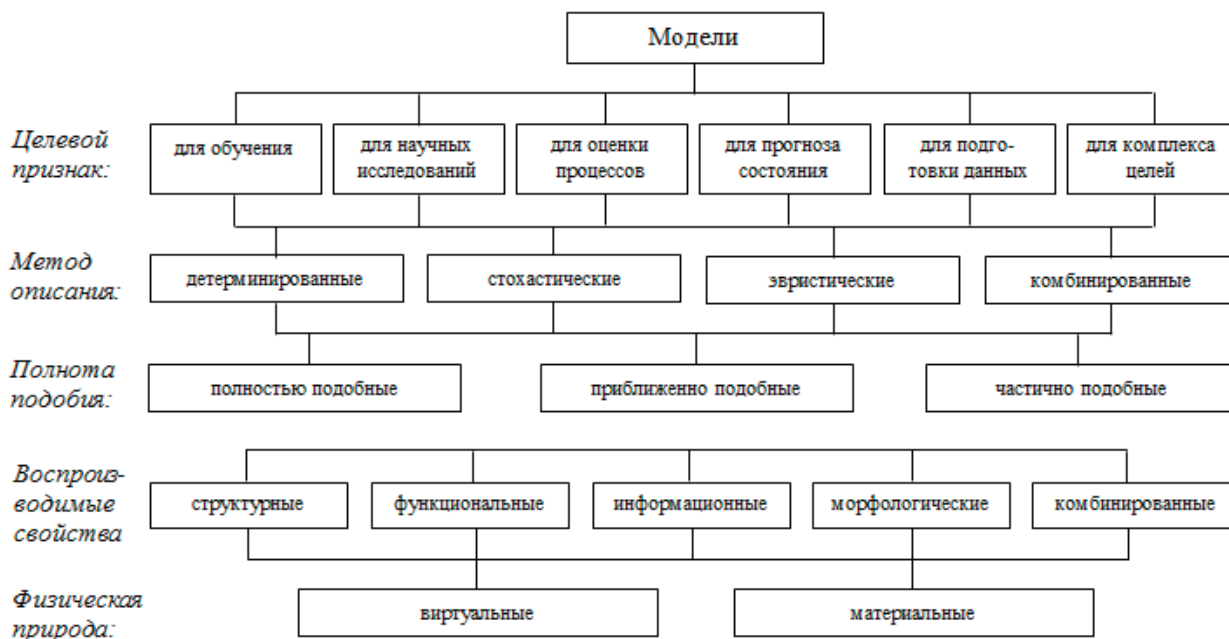 Модели
Целевой
признак:
для обучения
для научных
исследований
для оценки
процессов
для прогноза
состояния
для подго-
товки данных
для комплекса
целей
Метод
описания:
детерминированные
стохастические
эвристические
комбинированные
Полнота
подобия:
полностью подобные
приближенно подобные
частично подобные
Воспроиз-
водимые
свойства
структурные
функциональные
информационные
морфологические
комбинированные
Физическая
природа:
виртуальные
материальные